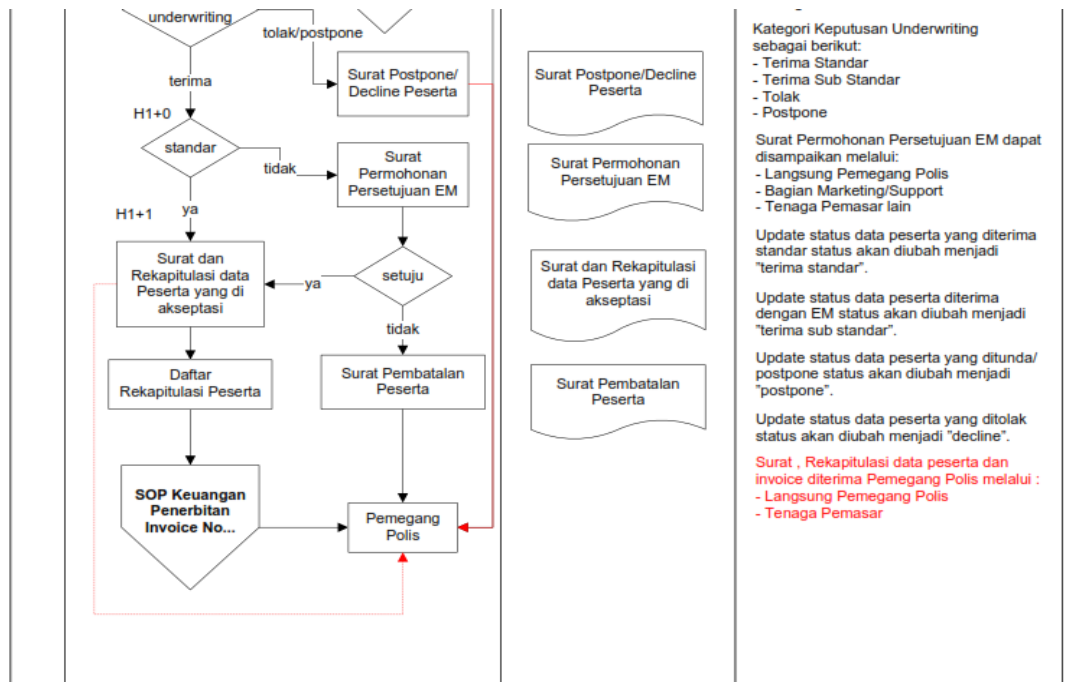 underwriting
tolak/postpone
terima
Surat Postpone/
Decline Peserta
H1+0
standar
tidak
Surat
Permohonan
Persetujuan EM
H1+1
ya
Surat dan
Rekapitulasi data
Peserta yang di
akseptasi
ya
setuju
tidak
Daftar
Rekapitulasi Peserta
Surat Pembatalan
Peserta
SOP Keuangan
Penerbitan
Invoice No...
Pemegang
Polis
Surat Postpone/Decline
Peserta
Surat Permohonan
Persetujuan EM
Surat dan Rekapitulasi
data Peserta yang di
akseptasi
Surat Pembatalan
Peserta
Kategori Keputusan Underwriting
sebagai berikut:
- Terima Standar
- Terima Sub Standar
- Tolak
- Postpone
Surat Permohonan Persetujuan EM dapat
disampaikan melalui:
- Langsung Pemegang Polis
- Bagian Marketing/Support
- Tenaga Pemasar lain
Update status data peserta yang diterima
standar status akan diubah menjadi
"terima standar".
Update status data peserta diterima
dengan EM status akan diubah menjadi
"terima sub standar".
Update status data peserta yang ditunda/
postpone status akan diubah menjadi
"postpone".
Update status data peserta yang ditolak
status akan diubah menjadi "decline".
Surat , Rekapitulasi data peserta dan
invoice diterima Pemegang Polis melalui :
- Langsung Pemegang Polis
- Tenaga Pemasar